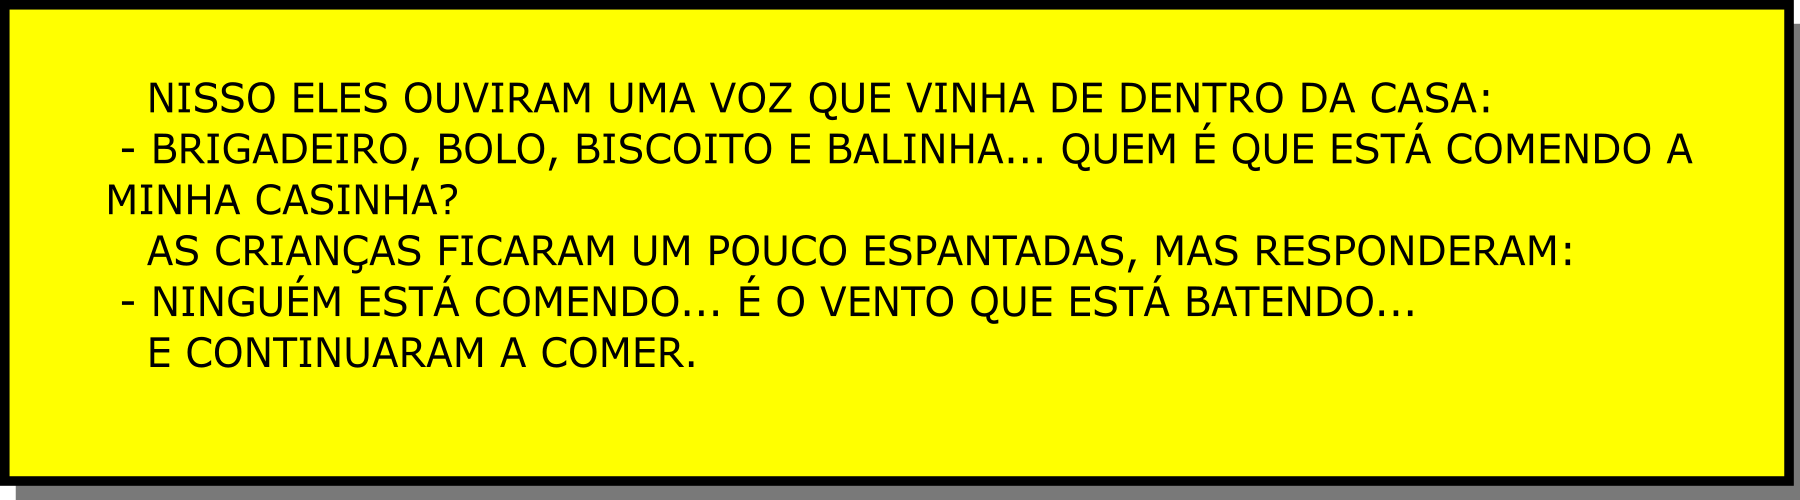 NISSO ELES OUVIRAM UMA VOZ QUE VINHA DE DENTRO DA CASA:
- BRIGADEIRO, BOLO, BISCOITO E BALINHA... QUEM É QUE ESTÁ COMENDO A
MINHA CASINHA?
AS CRIANÇAS FICARAM UM POUCO ESPANTADAS, MAS RESPONDERAM:
- NINGUÉM ESTÁ COMENDO... É O VENTO QUE ESTÁ BATENDO...
E CONTINUARAM A COMER.